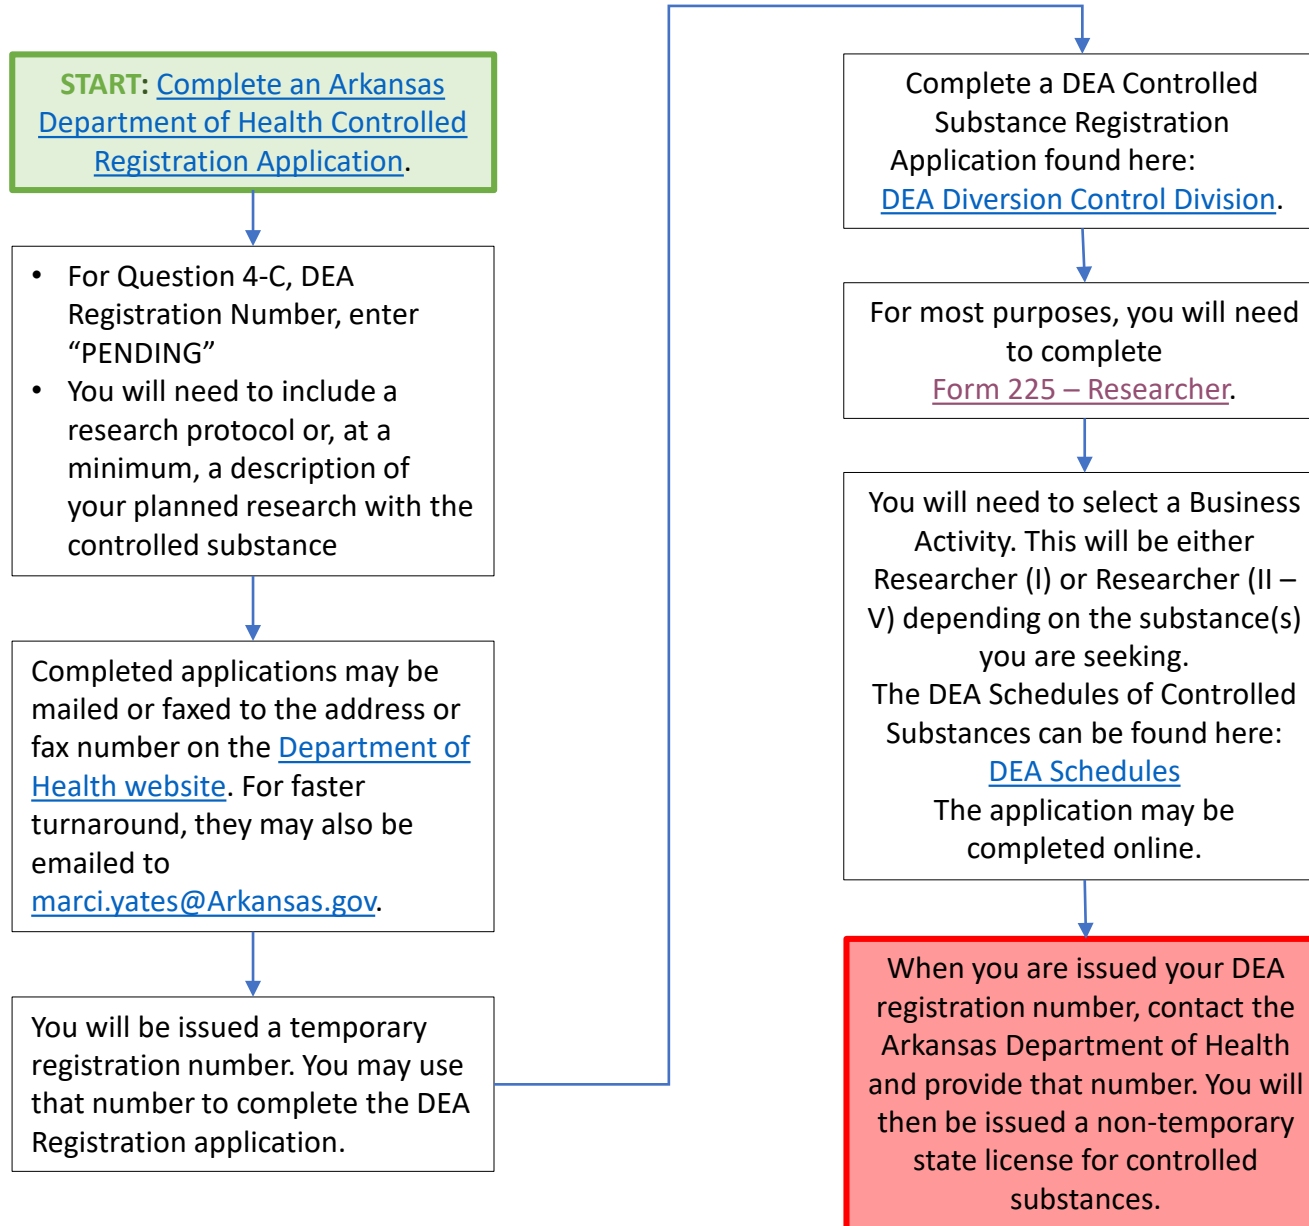 START: Complete an Arkansas
Department of Health Controlled
Registration Application.
• For Question 4-C, DEA
Registration Number, enter
“PENDING”
• You will need to include a
research protocol or, at a
minimum, a description of
your planned research with the
controlled substance
Completed applications may be
mailed or faxed to the address or
fax number on the Department of
Health website. For faster
turnaround, they may also be
emailed to
marci.yates@Arkansas.gov.
You will be issued a temporary
registration number. You may use
that number to complete the DEA
Registration application.
Complete a DEA Controlled
Substance Registration
Application found here:
DEA Diversion Control Division.
For most purposes, you will need
to complete
Form 225 – Researcher.
You will need to select a Business
Activity. This will be either
Researcher (I) or Researcher (II –
V) depending on the substance(s)
you are seeking.
The DEA Schedules of Controlled
Substances can be found here:
DEA Schedules
The application may be
completed online.
When you are issued your DEA
registration number, contact the
Arkansas Department of Health
and provide that number. You will
then be issued a non-temporary
state license for controlled
substances.